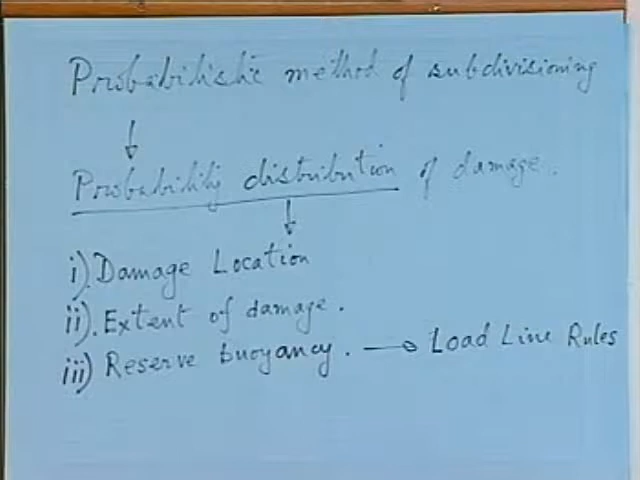 Probabilistic method of subdivisioning
↓
Probability distribution of damage.
↓
i). Damage Location
ii). Extent of damage.
iii) Reserve buoyancy. → Load Line Rules